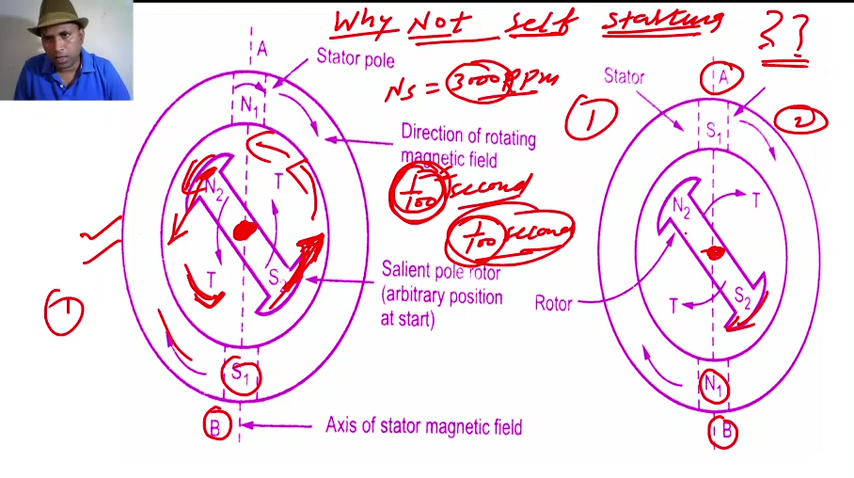 Why Not self starting ??
A
Stator pole
N1
Ns = 3000 rpm
Direction of rotating
magnetic field
1/100 second
1/100 second
N2
T
T
S2
Salient pole rotor
(arbitrary position
at start)
1
S1
B
Axis of stator magnetic field
A
Stator
1
S1
2
N2
T
S2
T
Rotor
N1
B